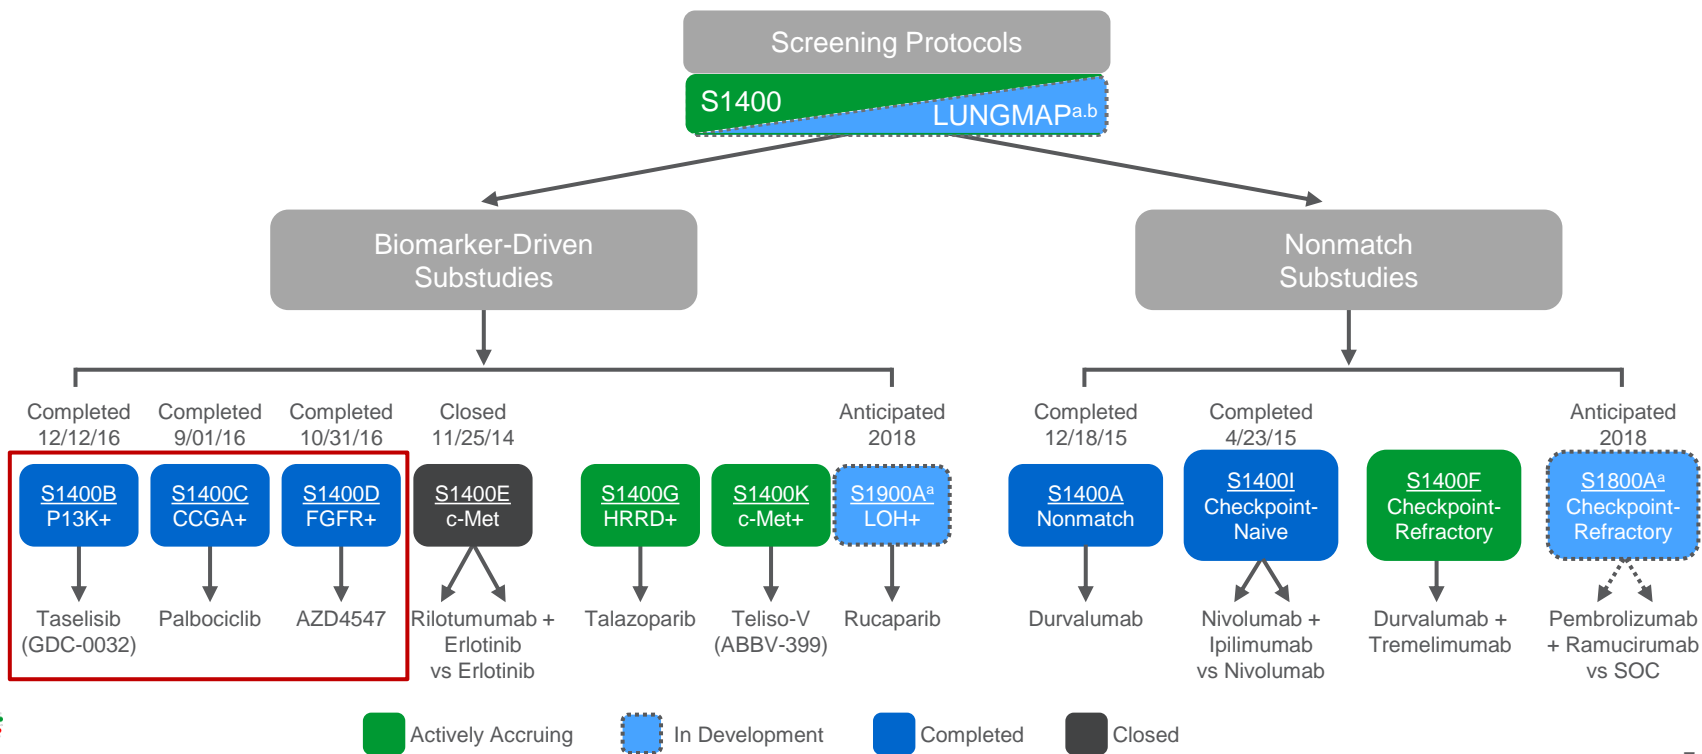 Screening Protocols
S1400
LUNGMAPa.b
Biomarker-Driven
Substudies
Nonmatch
Substudies
Completed
12/12/16
Completed
9/01/16
Completed
10/31/16
Closed
11/25/14
Anticipated
2018
Completed
12/18/15
Completed
4/23/15
Anticipated
2018
S1400B
P13K+
S1400C
CCGA+
S1400D
FGFR+
S1400E
c-Met
S1400G
HRRD+
S1400K
c-Met+
S1900Aa
LOH+
S1400A
Nonmatch
S1400I
Checkpoint-
Naive
S1400F
Checkpoint-
Refractory
S1800Aa
Checkpoint-
Refractory
Taselisib
(GDC-0032)
Palbociclib
AZD4547
Rilotumumab +
Erlotinib
vs Erlotinib
Talazoparib
Teliso-V
(ABBV-399)
Rucaparib
Durvalumab
Nivolumab +
Ipilimumab
vs Nivolumab
Durvalumab +
Tremelimumab
Pembrolizumab
+ Ramucirumab
vs SOC
Actively Accruing
In Development
Completed
Closed